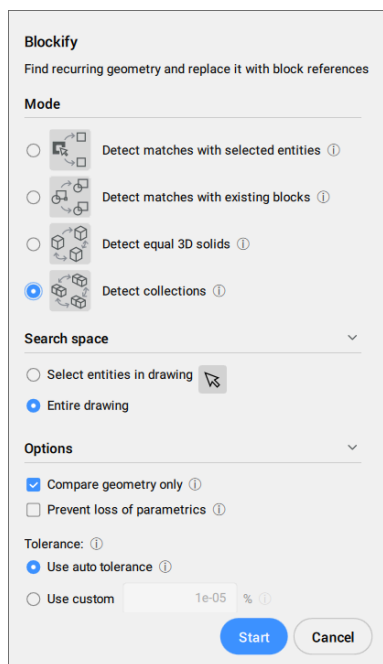 Blockify
Find recurring geometry and replace it with block references
Mode
Detect matches with selected entities
Detect matches with existing blocks
Detect equal 3D solids
Detect collections
Search space
Select entities in drawing
Entire drawing
Options
Compare geometry only
Prevent loss of parametrics
Tolerance:
Use auto tolerance
Use custom 1e-05 %
Start Cancel